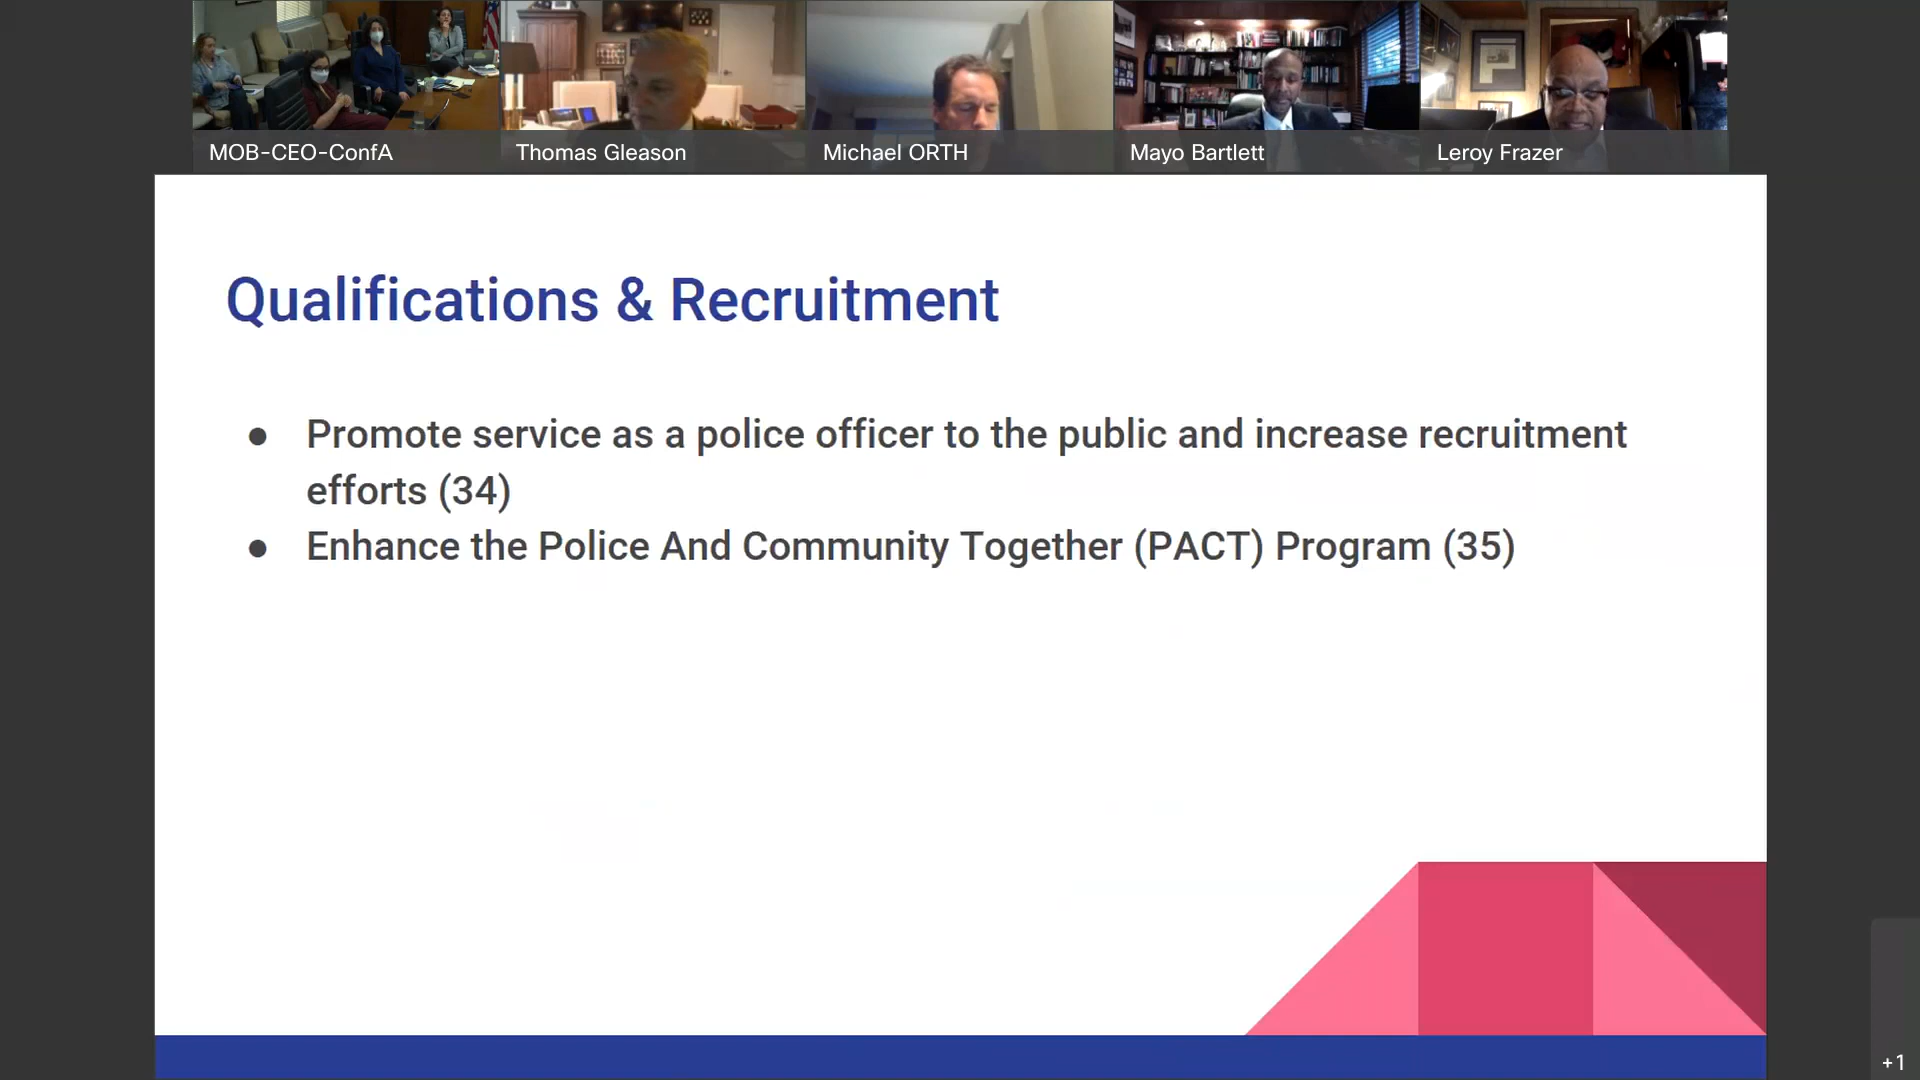 MOB-CEO-ConfA
Thomas Gleason
Michael ORTH
Mayo Bartlett
Leroy Frazer
Qualifications & Recruitment
● Promote service as a police officer to the public and increase recruitment
efforts (34)
● Enhance the Police And Community Together (PACT) Program (35)
+1